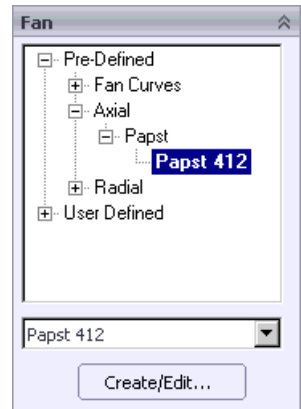 Fan
Pre-Defined
Fan Curves
Axial
Papst
Papst 412
Radial
User Defined
Papst 412
Create/Edit...